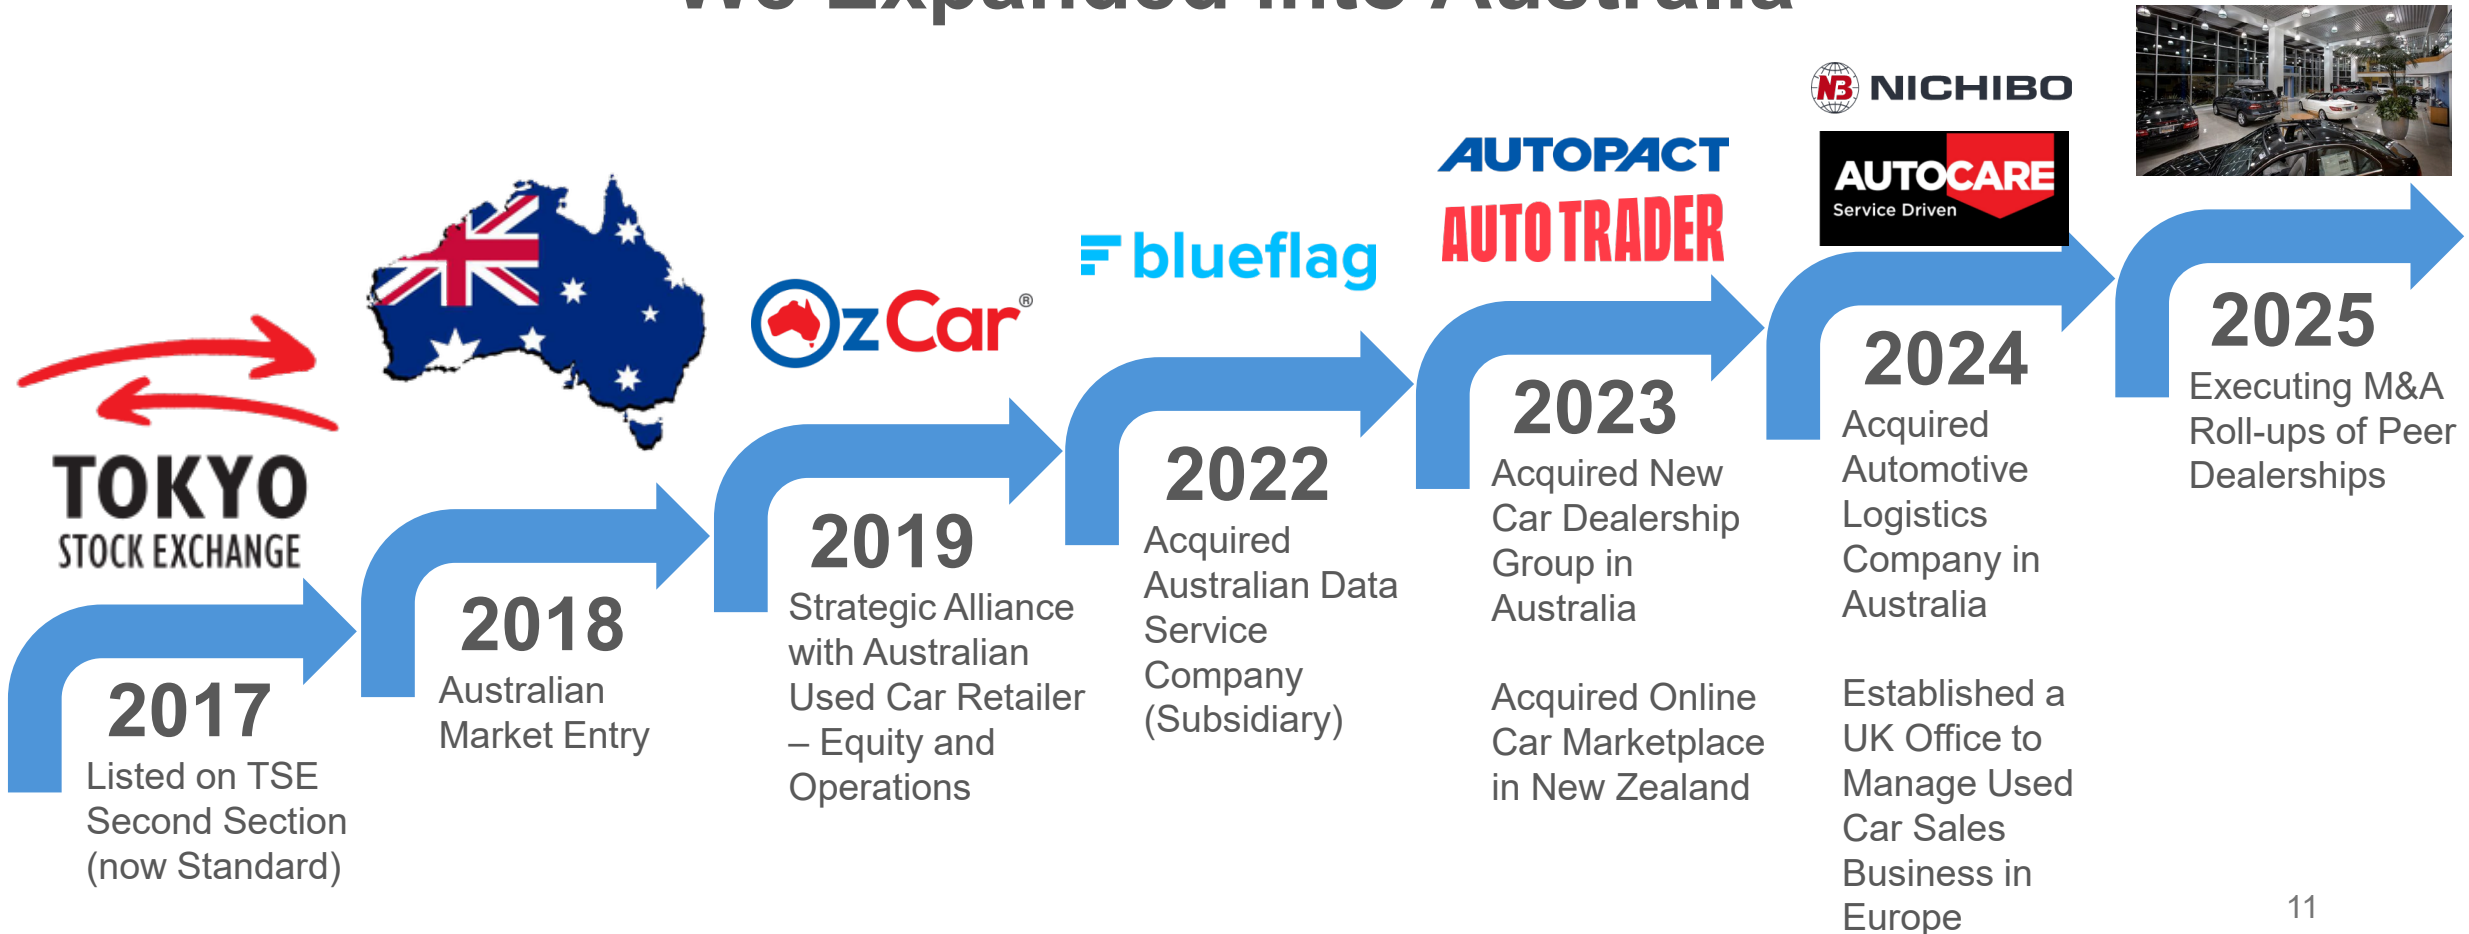 We Expanded into Australia
NB NICHIBO
AUTOPACT
AUTO TRADER
AUTOCARE
Service Driven
blueflag
OzCar®
TOKYO
STOCK EXCHANGE
2017
Listed on TSE
Second Section
(now Standard)
2018
Australian
Market Entry
2019
Strategic Alliance
with Australian
Used Car Retailer
– Equity and
Operations
2022
Acquired
Australian Data
Service
Company
(Subsidiary)
2023
Acquired New
Car Dealership
Group in
Australia
Acquired Online
Car Marketplace
in New Zealand
2024
Acquired
Automotive
Logistics
Company in
Australia
Established a
UK Office to
Manage Used
Car Sales
Business in
Europe
2025
Executing M&A
Roll-ups of Peer
Dealerships
11